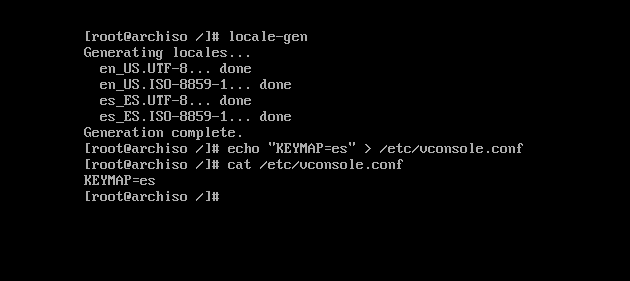 [root@archiso /]# locale-gen
Generating locales...
  en_US.UTF-8... done
  en_US.ISO-8859-1... done
  es_ES.UTF-8... done
  es_ES.ISO-8859-1... done
Generation complete.
[root@archiso /]# echo "KEYMAP=es" > /etc/vconsole.conf
[root@archiso /]# cat /etc/vconsole.conf
KEYMAP=es
[root@archiso /]#